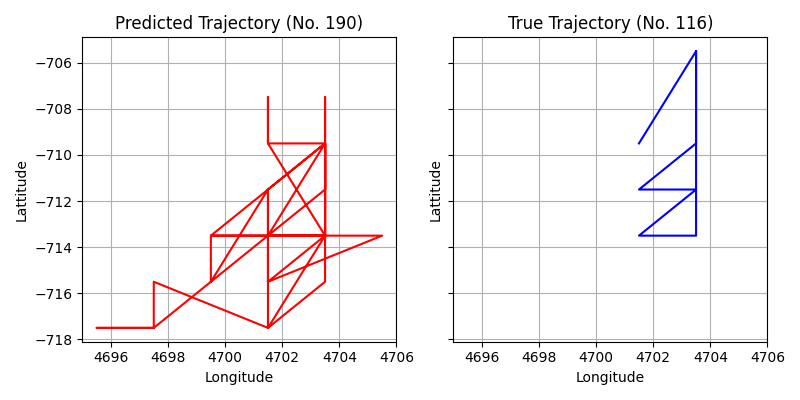 Predicted Trajectory (No. 190)
True Trajectory (No. 116)
Lattitude
−706
−708
−710
−712
−714
−716
−718
4696 4698 4700 4702 4704 4706
Longitude
Lattitude
4696 4698 4700 4702 4704 4706
Longitude